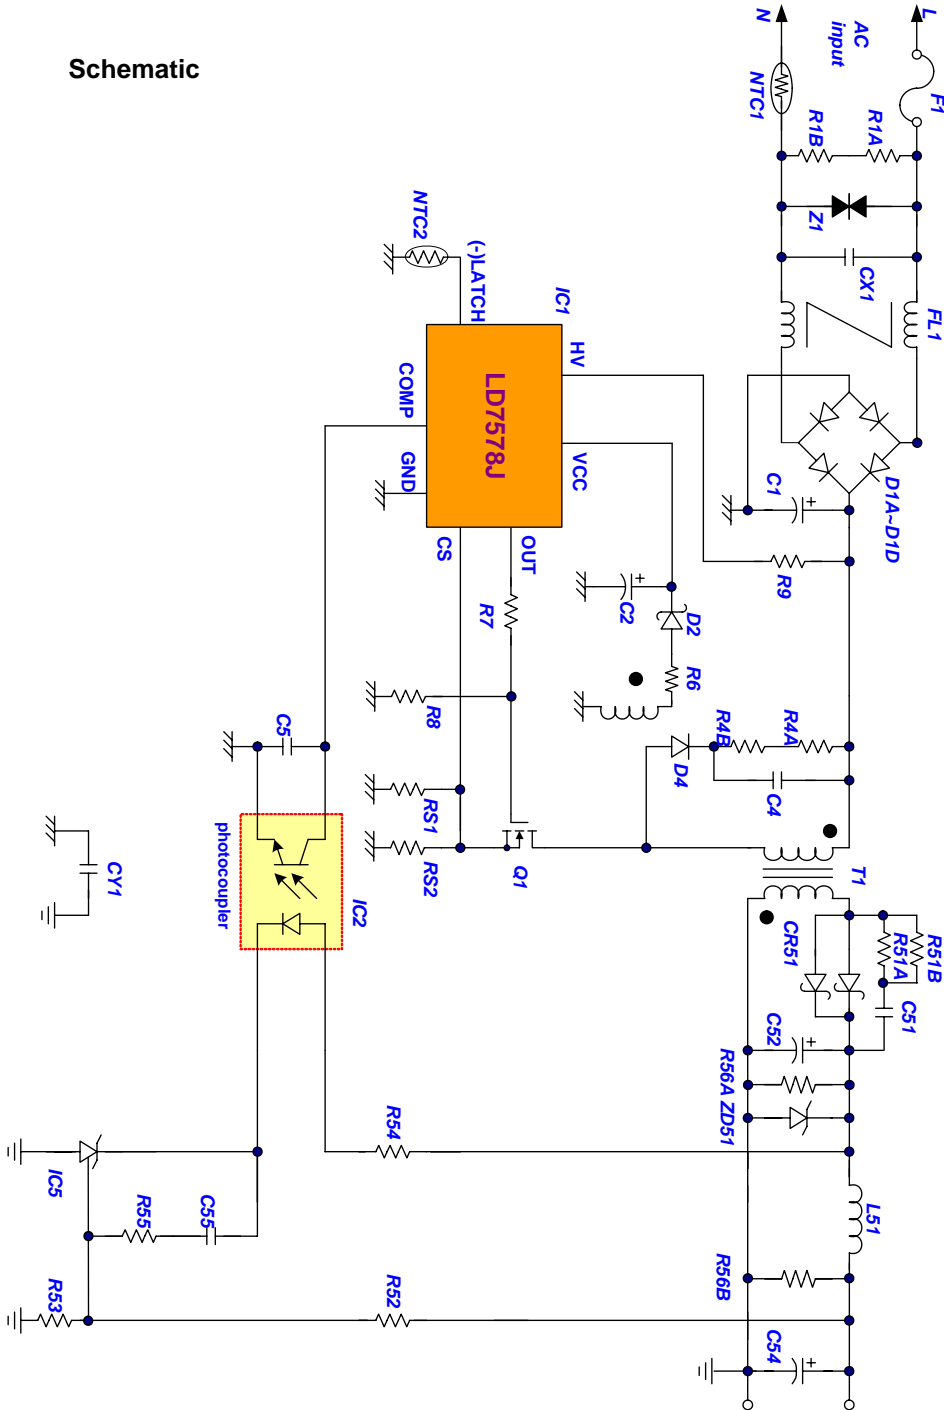 Schematic
L
N
AC
input
F1
NTC1
R1A
R1B
Z1
CX1
FL1
D1A~D1D
C1
R9
NTC2
(-)LATCH
IC1
HV
LD7578J
COMP
GND
VCC
CS
OUT
R7
C2
D2
R6
R8
R4A
R4B
D4
C4
C5
RS1
RS2
Q1
T1
photocoupler
IC2
CY1
CR51
R51A
R51B
C51
C52
R56A
ZD51
R54
L51
IC5
R55
C55
R56B
R53
R52
C54